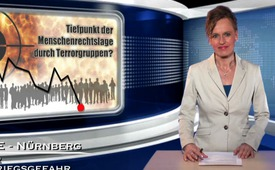 Tiefpunkt der
Menschenrechtslage
durch Terrorgruppen?
E - NÜRNBERG
RIEGSGEFAHR